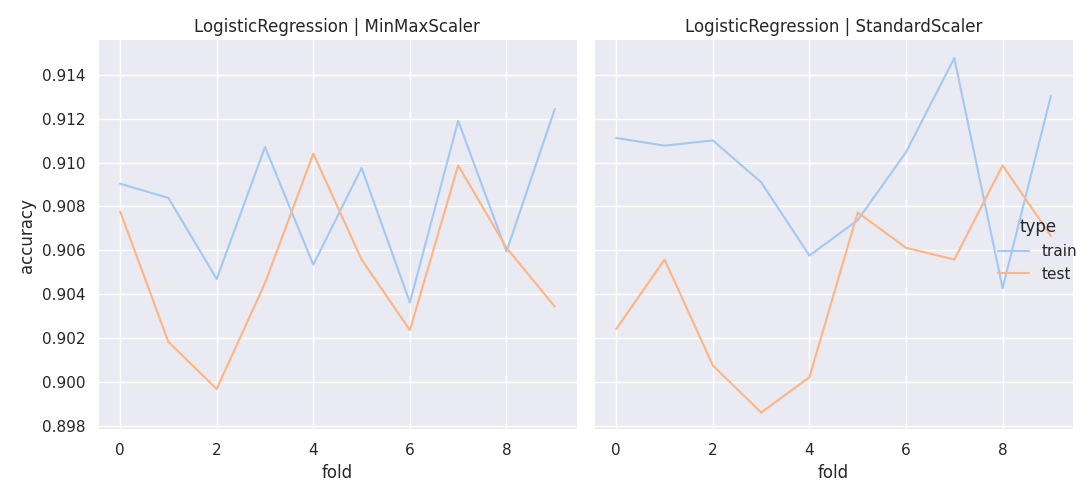 LogisticRegression | MinMaxScaler
LogisticRegression | StandardScaler
accuracy
0.914
0.912
0.910
0.908
0.906
0.904
0.902
0.900
0.898
type
train
test
0 2 4 6 8
0 2 4 6 8
fold
fold